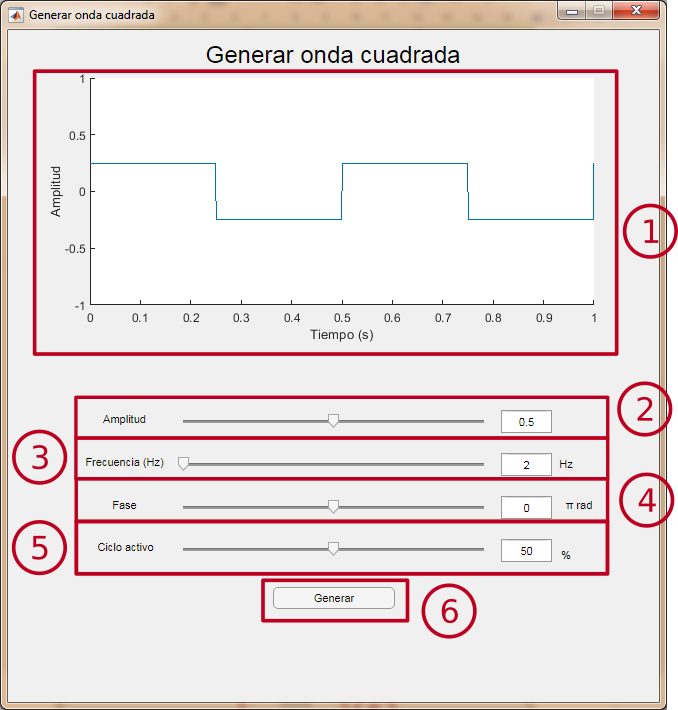 Generar onda cuadrada
Generar onda cuadrada
1
0.5
0
-0.5
-1
Amplitud
0 0.1 0.2 0.3 0.4 0.5 0.6 0.7 0.8 0.9 1
Tiempo (s)
1
Amplitud 0.5
2
3
Frecuencia (Hz) 2 Hz
Fase 0 π rad
4
5
Ciclo activo 50 %
Generar
6